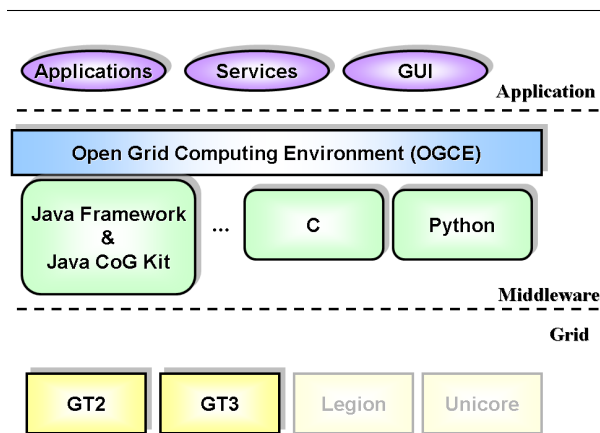 Applications Services GUI
Application
Open Grid Computing Environment (OGCE)
Java Framework
&
Java CoG Kit
... C Python
Middleware
Grid
GT2 GT3 Legion Unicore